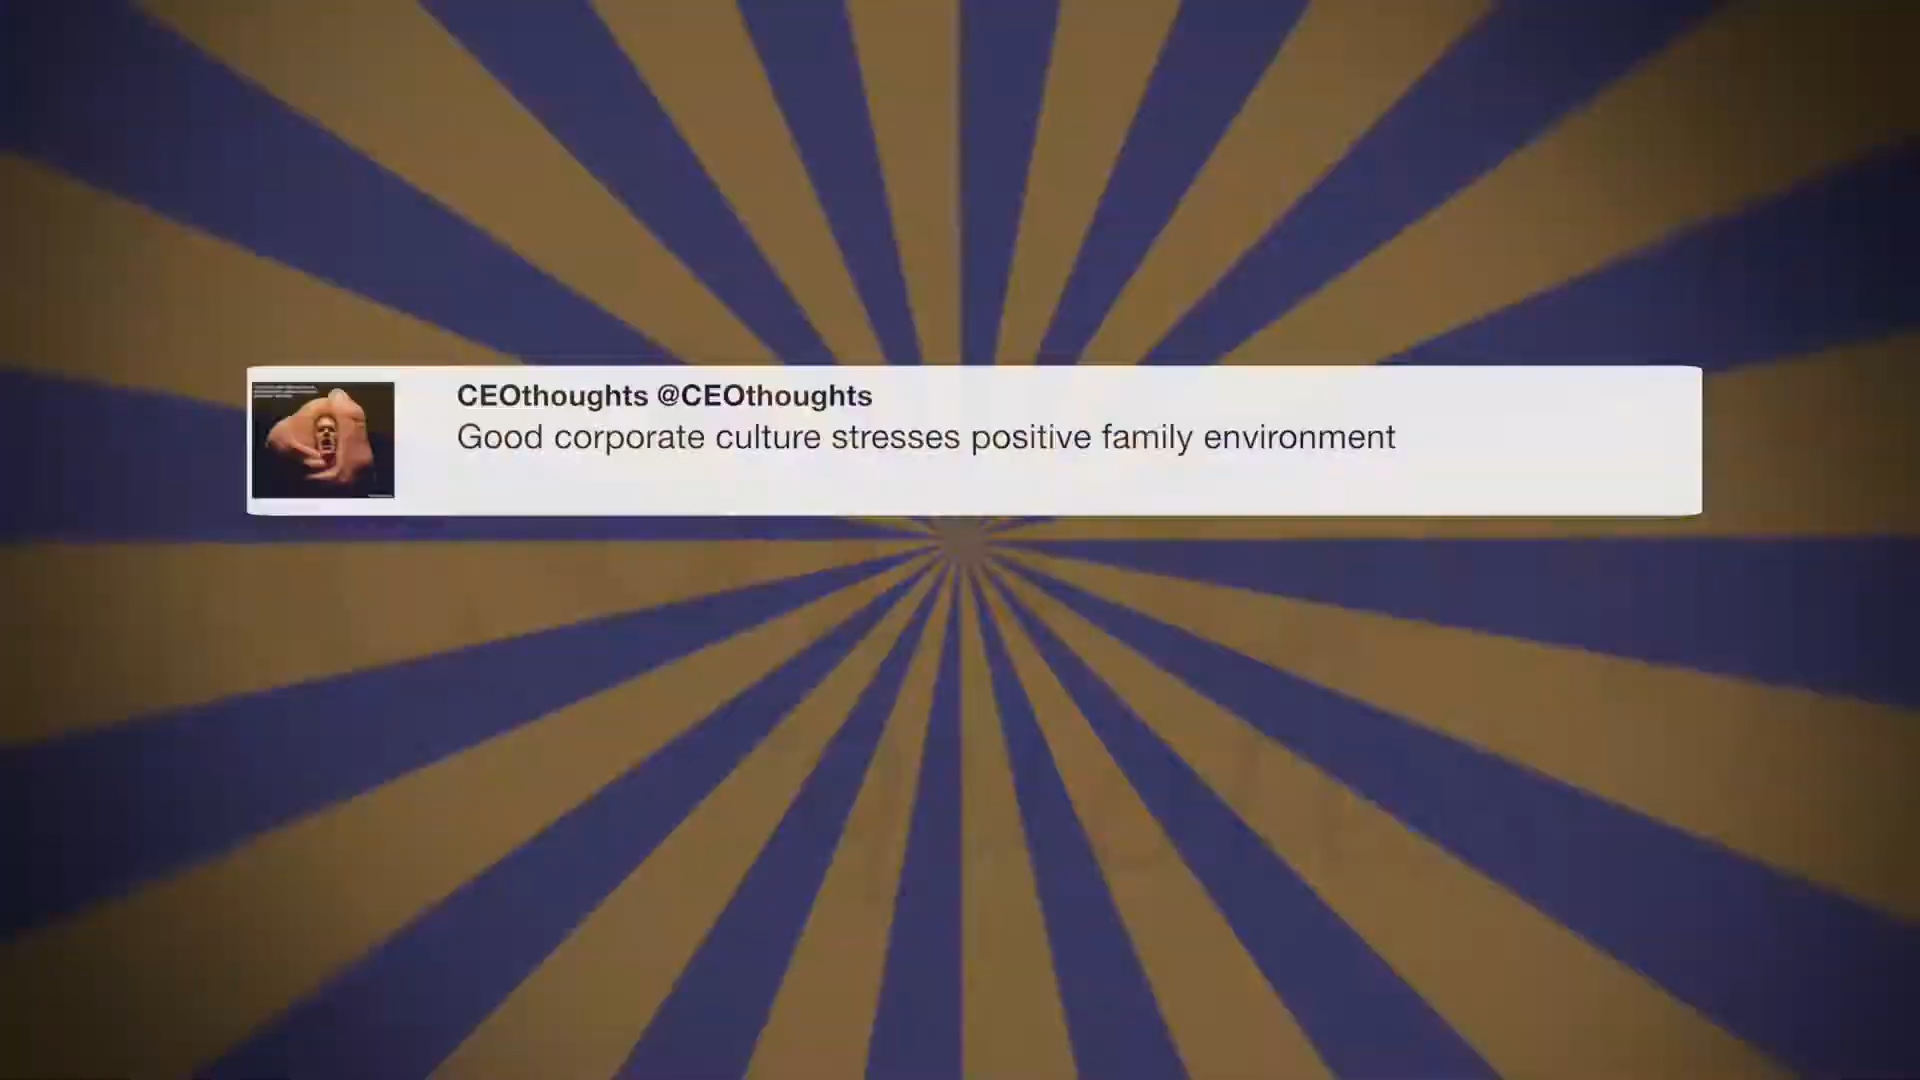 CEOthoughts @CEOthoughts
Good corporate culture stresses positive family environment